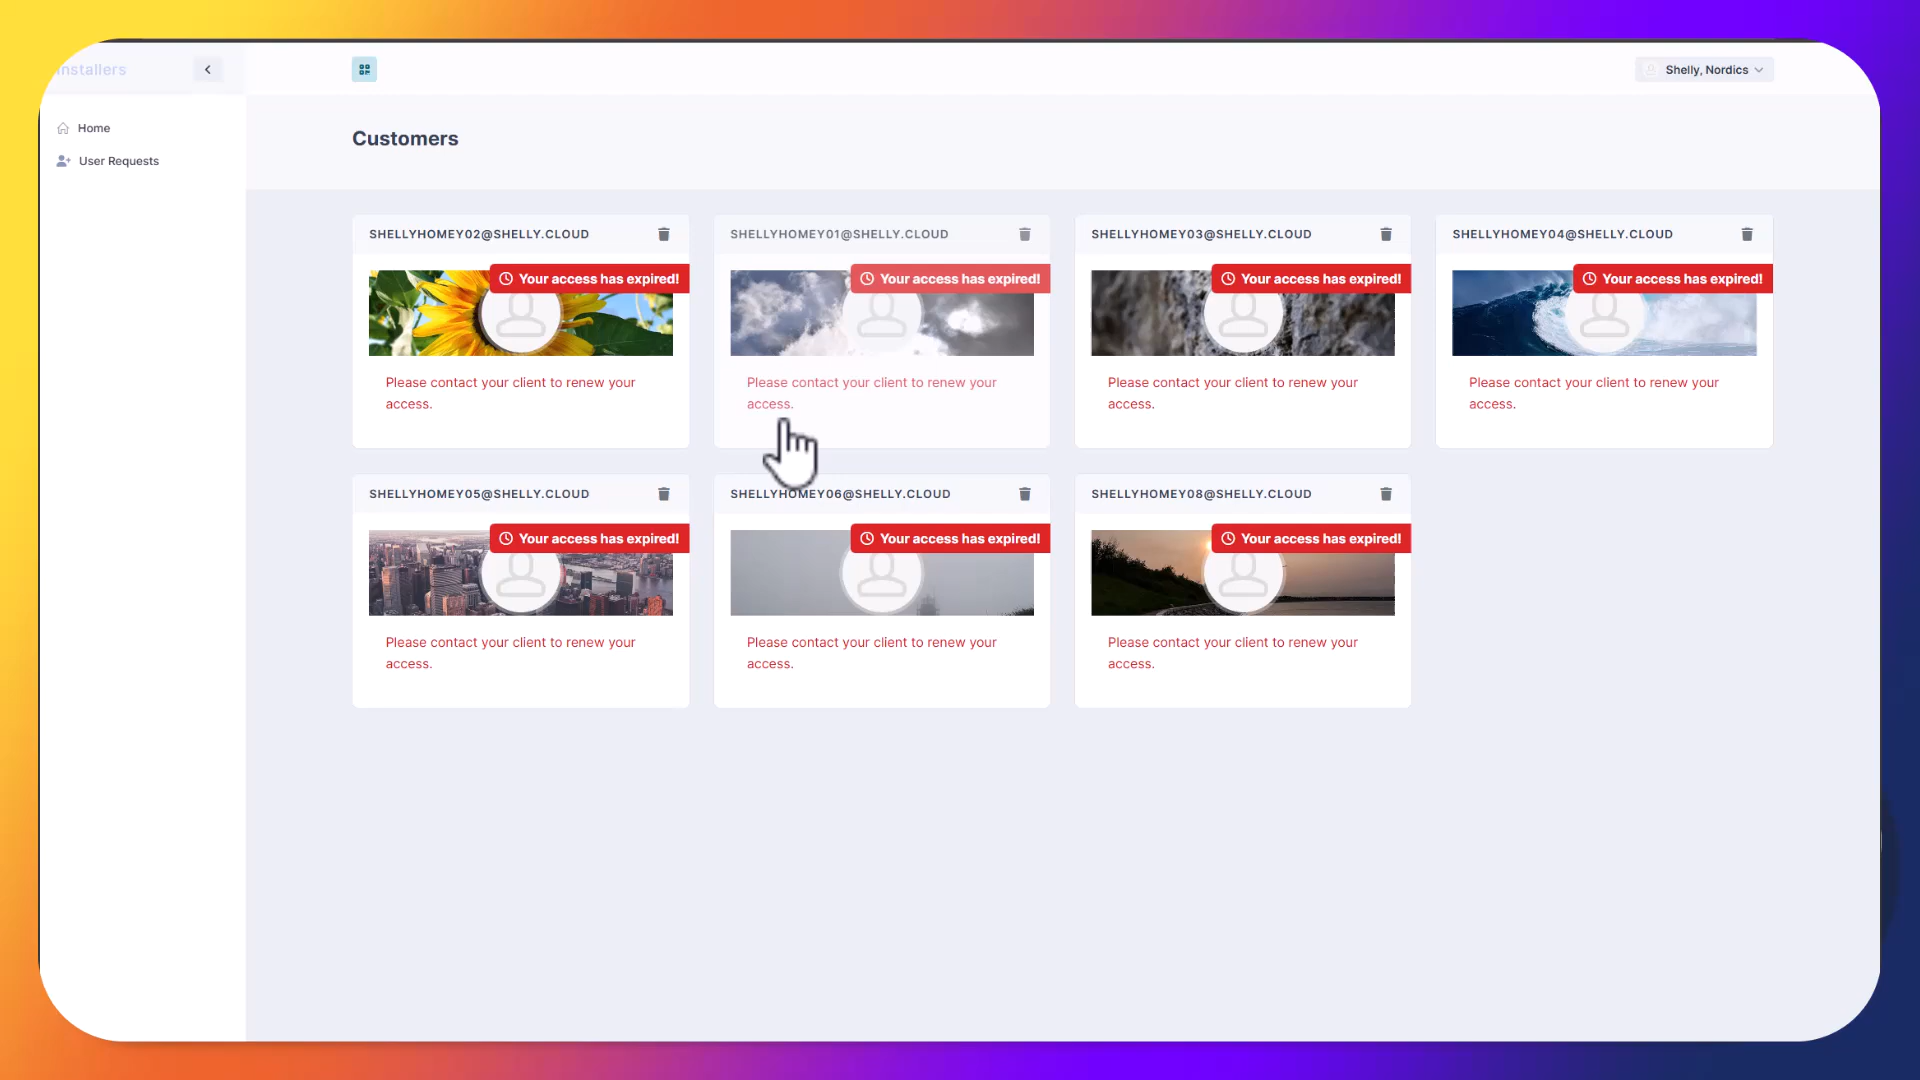 Installers
Shelly, Nordics
Home
User Requests
Customers
SHELLYHOMEY02@SHELLY.CLOUD
Your access has expired!
Please contact your client to renew your
access.
SHELLYHOMEY01@SHELLY.CLOUD
Your access has expired!
Please contact your client to renew your
access.
SHELLYHOMEY03@SHELLY.CLOUD
Your access has expired!
Please contact your client to renew your
access.
SHELLYHOMEY04@SHELLY.CLOUD
Your access has expired!
Please contact your client to renew your
access.
SHELLYHOMEY05@SHELLY.CLOUD
Your access has expired!
Please contact your client to renew your
access.
SHELLYHOMEY06@SHELLY.CLOUD
Your access has expired!
Please contact your client to renew your
access.
SHELLYHOMEY08@SHELLY.CLOUD
Your access has expired!
Please contact your client to renew your
access.